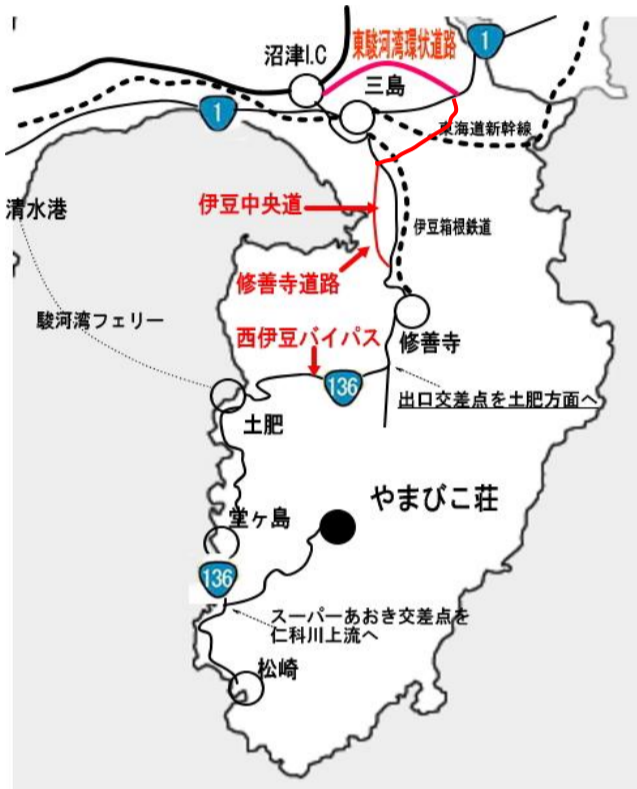 東駿河湾環状道路
1
沼津I.C
三島
1
東海道新幹線
伊豆中央道
清水港
伊豆箱根鉄道
修善寺道路
駿河湾フェリー
西伊豆バイパス
修善寺
136
出口交差点を土肥方面へ
土肥
やまびこ荘
堂ヶ島
136
スーパーあおき交差点を
仁科川上流へ
松崎